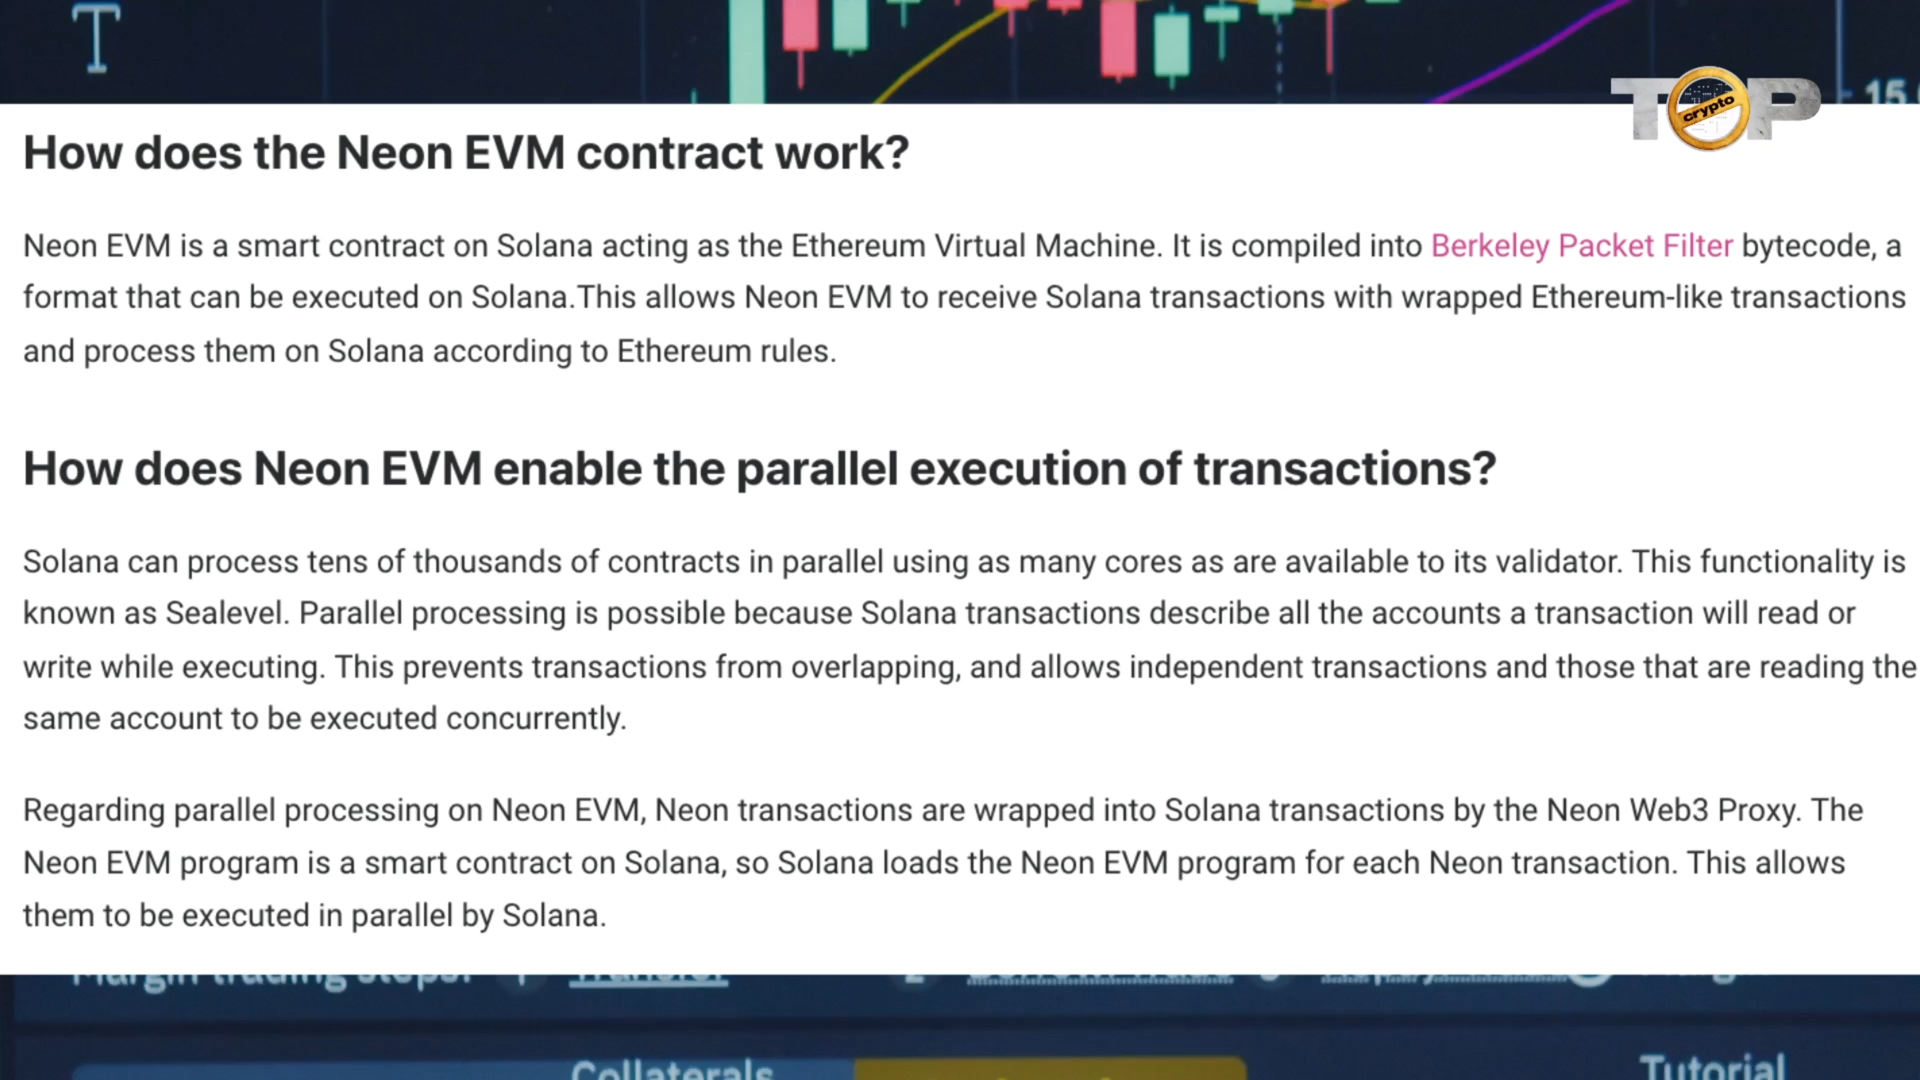 T
TOP
crypto
15.
How does the Neon EVM contract work?
Neon EVM is a smart contract on Solana acting as the Ethereum Virtual Machine. It is compiled into Berkeley Packet Filter bytecode, a
format that can be executed on Solana.This allows Neon EVM to receive Solana transactions with wrapped Ethereum-like transactions
and process them on Solana according to Ethereum rules.
How does Neon EVM enable the parallel execution of transactions?
Solana can process tens of thousands of contracts in parallel using as many cores as are available to its validator. This functionality is
known as Sealevel. Parallel processing is possible because Solana transactions describe all the accounts a transaction will read or
write while executing. This prevents transactions from overlapping, and allows independent transactions and those that are reading the
same account to be executed concurrently.
Regarding parallel processing on Neon EVM, Neon transactions are wrapped into Solana transactions by the Neon Web3 Proxy. The
Neon EVM program is a smart contract on Solana, so Solana loads the Neon EVM program for each Neon transaction. This allows
them to be executed in parallel by Solana.
Margin trading steps: 1 Transfer
Collaterals
Tutorial